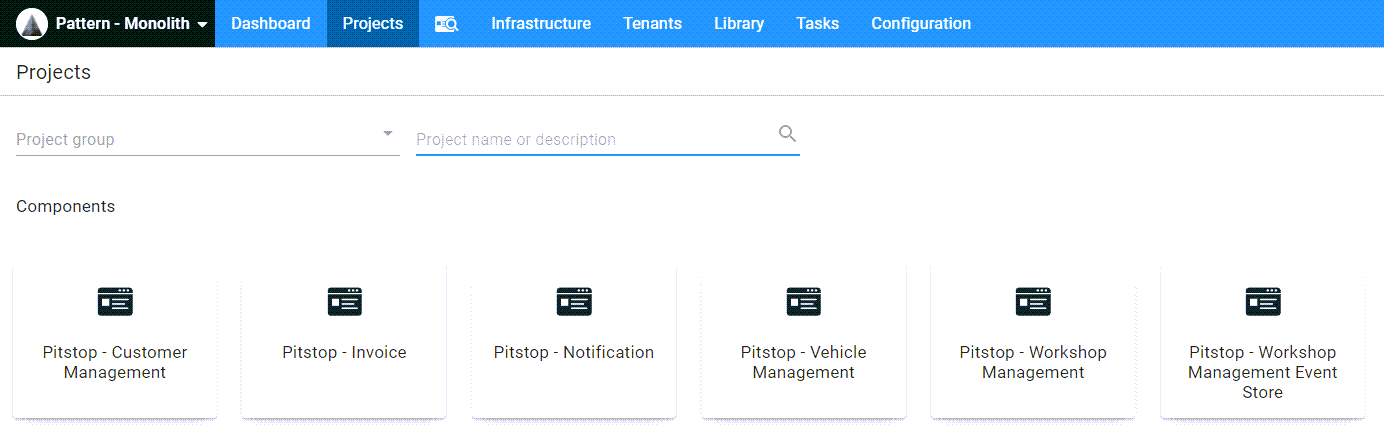 Pattern - Monolith Dashboard Projects Infrastructure Tenants Library Tasks Configuration
Projects
Project group Project name or description
Components
Pitstop - Customer Management
Pitstop - Invoice
Pitstop - Notification
Pitstop - Vehicle Management
Pitstop - Workshop Management
Pitstop - Workshop Management Event Store